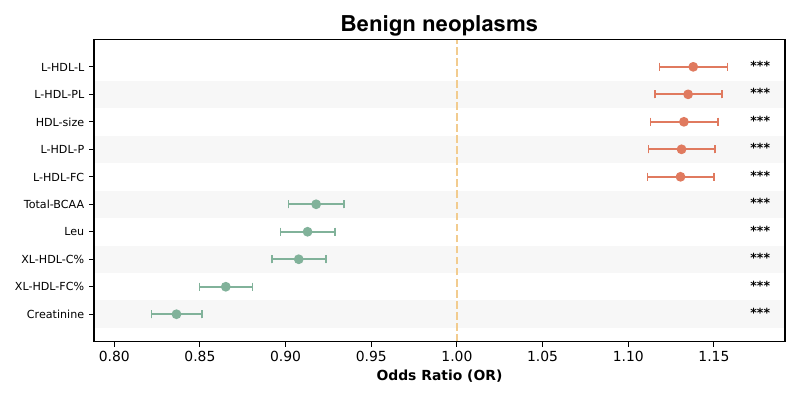 Benign neoplasms
L-HDL-L ***
L-HDL-PL ***
HDL-size ***
L-HDL-P ***
L-HDL-FC ***
Total-BCAA ***
Leu ***
XL-HDL-C% ***
XL-HDL-FC% ***
Creatinine ***
0.80 0.85 0.90 0.95 1.00 1.05 1.10 1.15
Odds Ratio (OR)